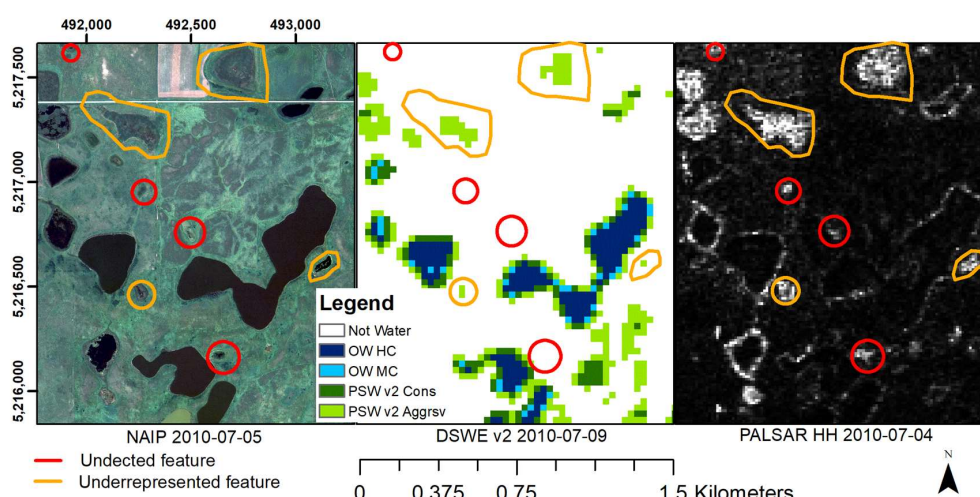 492,000 492,500 493,000
5,217,500
5,217,000
5,216,500
5,216,000
Legend
Not Water
OW HC
OW MC
PSW v2 Cons
PSW v2 Aggrsv
NAIP 2010-07-05
DSWE v2 2010-07-09
PALSAR HH 2010-07-04
Undected feature
Underrepresented feature
0 0.375 0.75 1.5 Kilometers
N